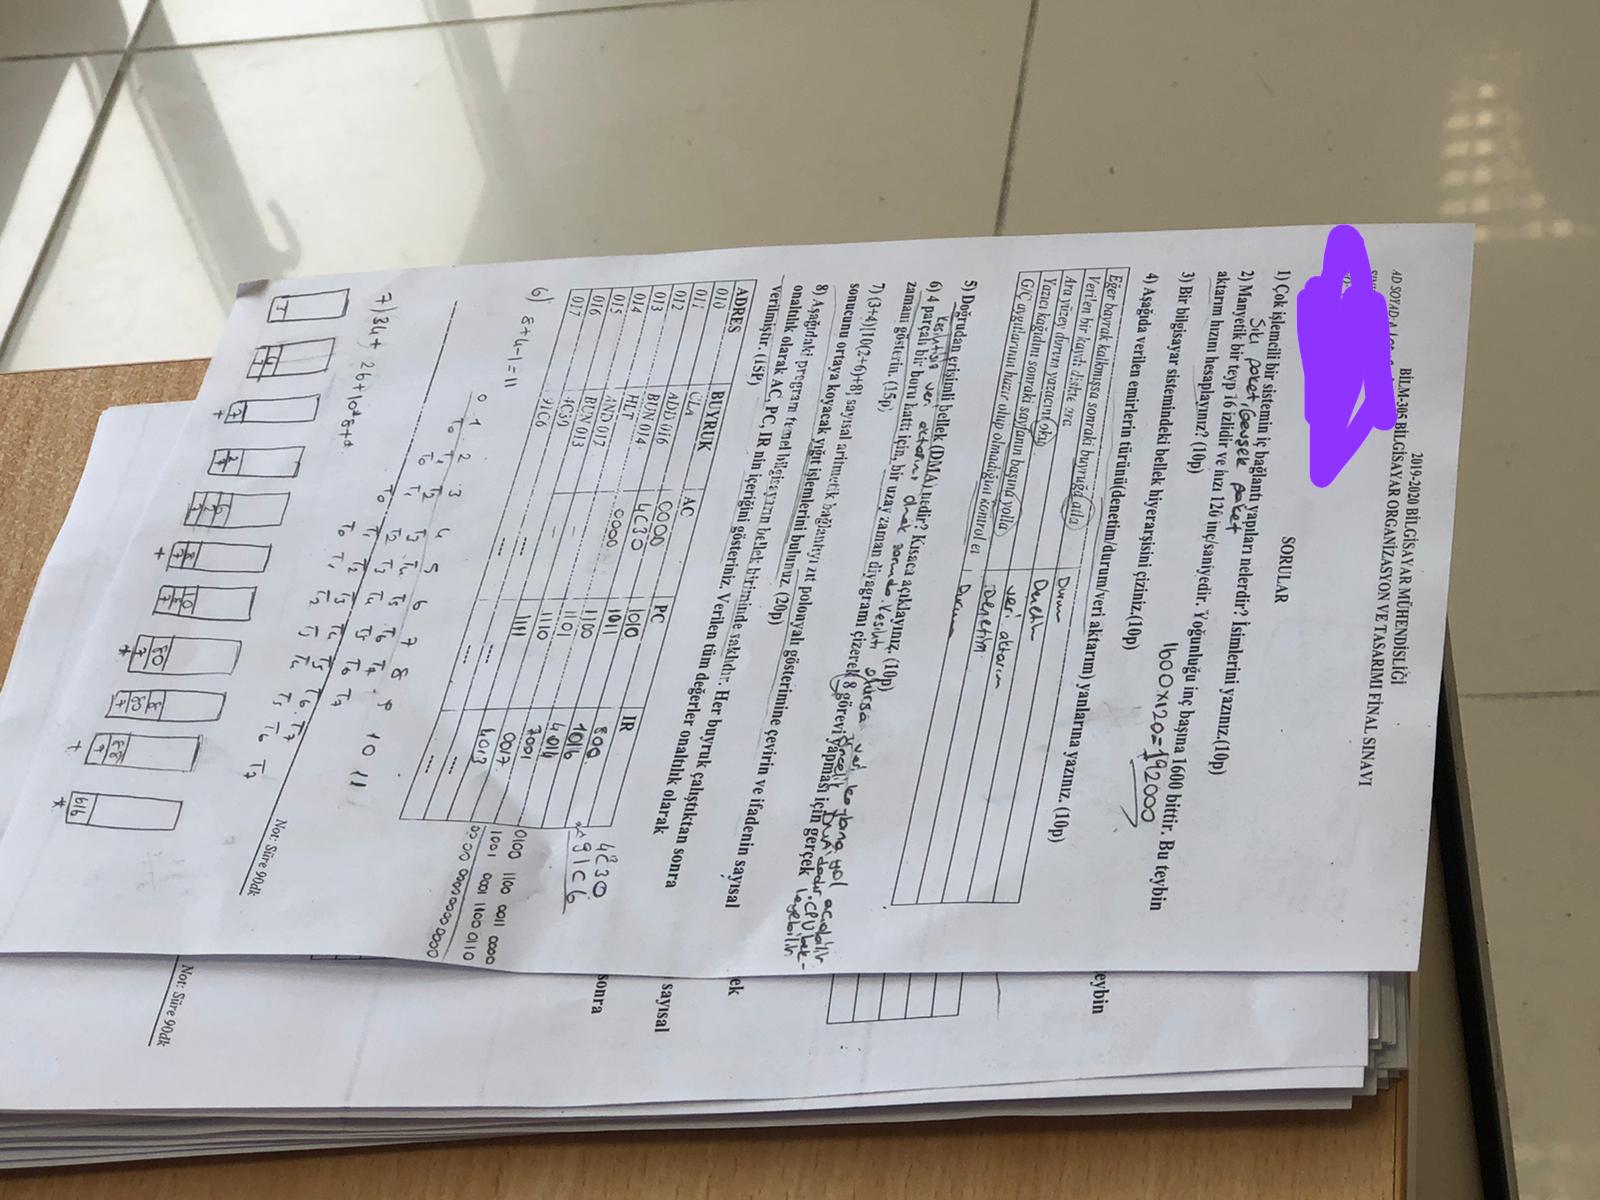 2019-2020 BİLGİSAYAR MÜHENDİSLİĞİ
BİLM-305 BİLGİSAYAR ORGANİZASYON VE TASARIMI FİNAL SINAVI
AD SOYAD:
SORULAR
1) Çok işlemcili bir sistemin iç bağlantı yapıları nelerdir? İsimlerini yazınız.(10p)
Sıkı paket, Gevşek paket
2) Manyetik bir teyp 16 izlidir ve hızı 120 inç/saniyedir. Yoğunluğu inç başına 1600 bittir. Bu teybin
aktarım hızını hesaplayınız? (10p)
1600x120=192000
3) Bir bilgisayar sistemindeki bellek hiyerarşisini çiziniz.(10p)
4) Aşağıda verilen emirlerin türünü(denetim/durum/veri aktarım) yanlarına yazınız. (10p)
Eğer bayrak kalkmışsa sonraki buyruğa atla Durum
Verilen bir kaydı diskte ara Denetim
Ara yüzey durum yazacını oku veri aktarım
Yazıcı kağıdını sonraki sayfanın başına yolla Denetim
G/Ç aygıtlarının hazır olup olmadığını kontrol et Durum
5) Doğrudan erişimli bellek (DMA) nedir? Kısaca açıklayınız. (10p)
Kesintisiz veri aktarımı olmak zorunda. Kesinti olursa veri kaybına yol açabilir
öncelik DMA'dadır. CPU bek-
leyebilir
6) 4 parçalı bir boru hattı için, bir uzay zaman diyagramı çizerek 8 görevi yapması için gerçek
zamanı gösterin. (15p)
7) (3+4)[10(2+6)+8] sayısal aritmetik bağlantıyı zıt polonyalı gösterimine çevirin ve ifadenin sayısal
sonucunu ortaya koyacak yığıt işlemlerini bulunuz. (20p)
8) Aşağıdaki program temel bilgisayarın bellek biriminde saklıdır. Her buyruk çalıştıktan sonra
onaltılık olarak AC, PC, IR nin içeriğini gösteriniz. Verilen tüm değerler onaltılık olarak
verilmiştir. (15P)
ADRES BUYRUK AC PC IR
010 CLA 0000 1010 800
011 ADD 016 4C30 1011 1016
012 BUN 014 0000 1100 4014
013 HLT 1101 7001
014 AND 017 — 1110 0017
015 BUN 013 — 1111 4013
016 4C30 ---- ---- ----
017 91C6 ---- ---- ----
4C30
91C6
0100 1100 0011 0000
1001 0001 1100 0110
0000 0000 0000 0000
6) 8+4-1=11
0 1 2 3 4 5 6 7 8 9 10 11
T0 T1 T2 T3 T4 T5 T6 T7
T0 T1 T2 T3 T4 T5 T6 T7
T0 T1 T2 T3 T4 T5 T6 T7
T0 T1 T2 T3 T4 T5 T6 T7
Not: Süre 90dk
7) 34+ 26+10*8+*
3
4
3
7
+
2
7
6
2
7
8
7
+
10
8
7
80
7
*
8
80
7
88
7
+
616
*
eybin
ek
sayısal
sonra
Not: Süre 90dk